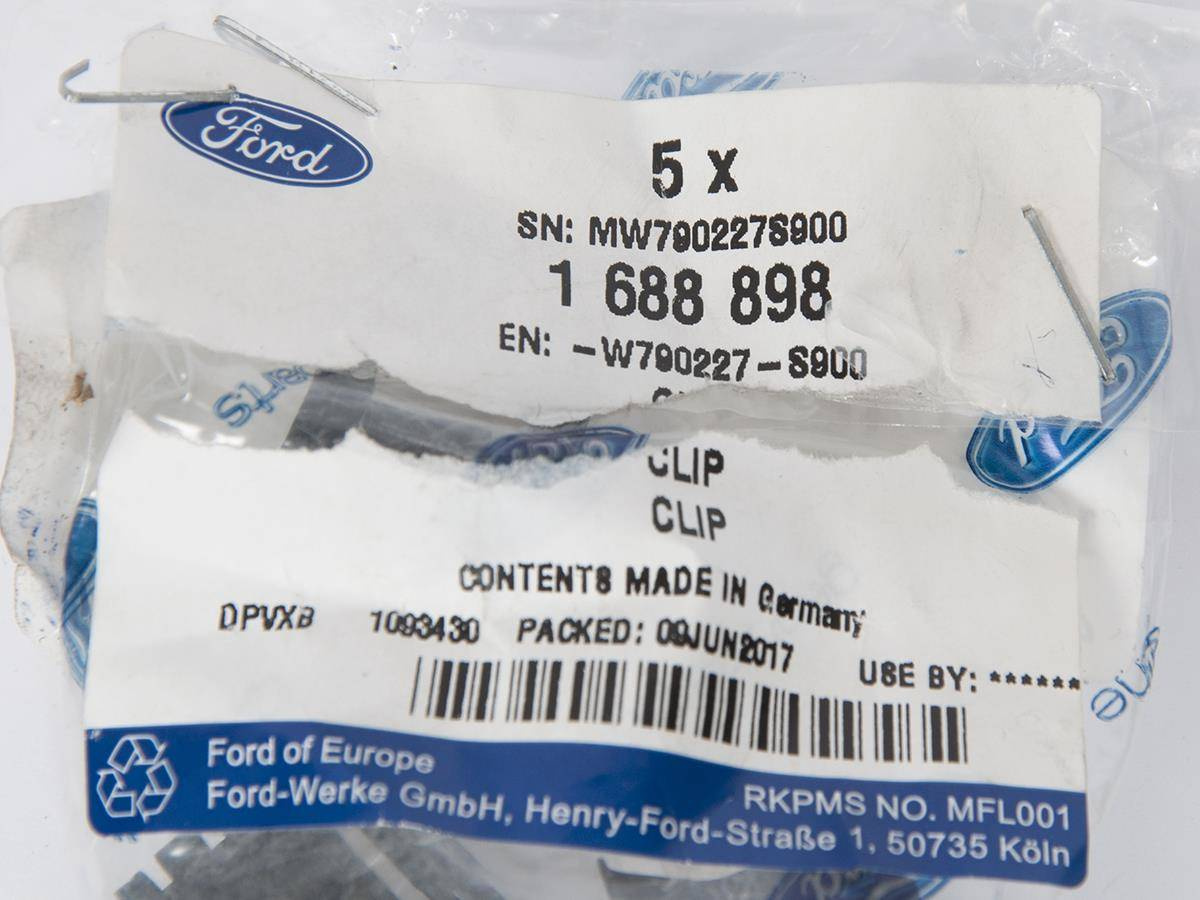 Ford
5 x
SN: MW790227S900
1 688 898
EN: -W790227-S900
CLIP
CLIP
CONTENTS MADE IN Germany
DPVXB 1093430 PACKED: 09JUN2017
USE BY: ******
Ford of Europe
RKPMS NO. MFL001
Ford-Werke GmbH, Henry-Ford-Straße 1, 50735 Köln